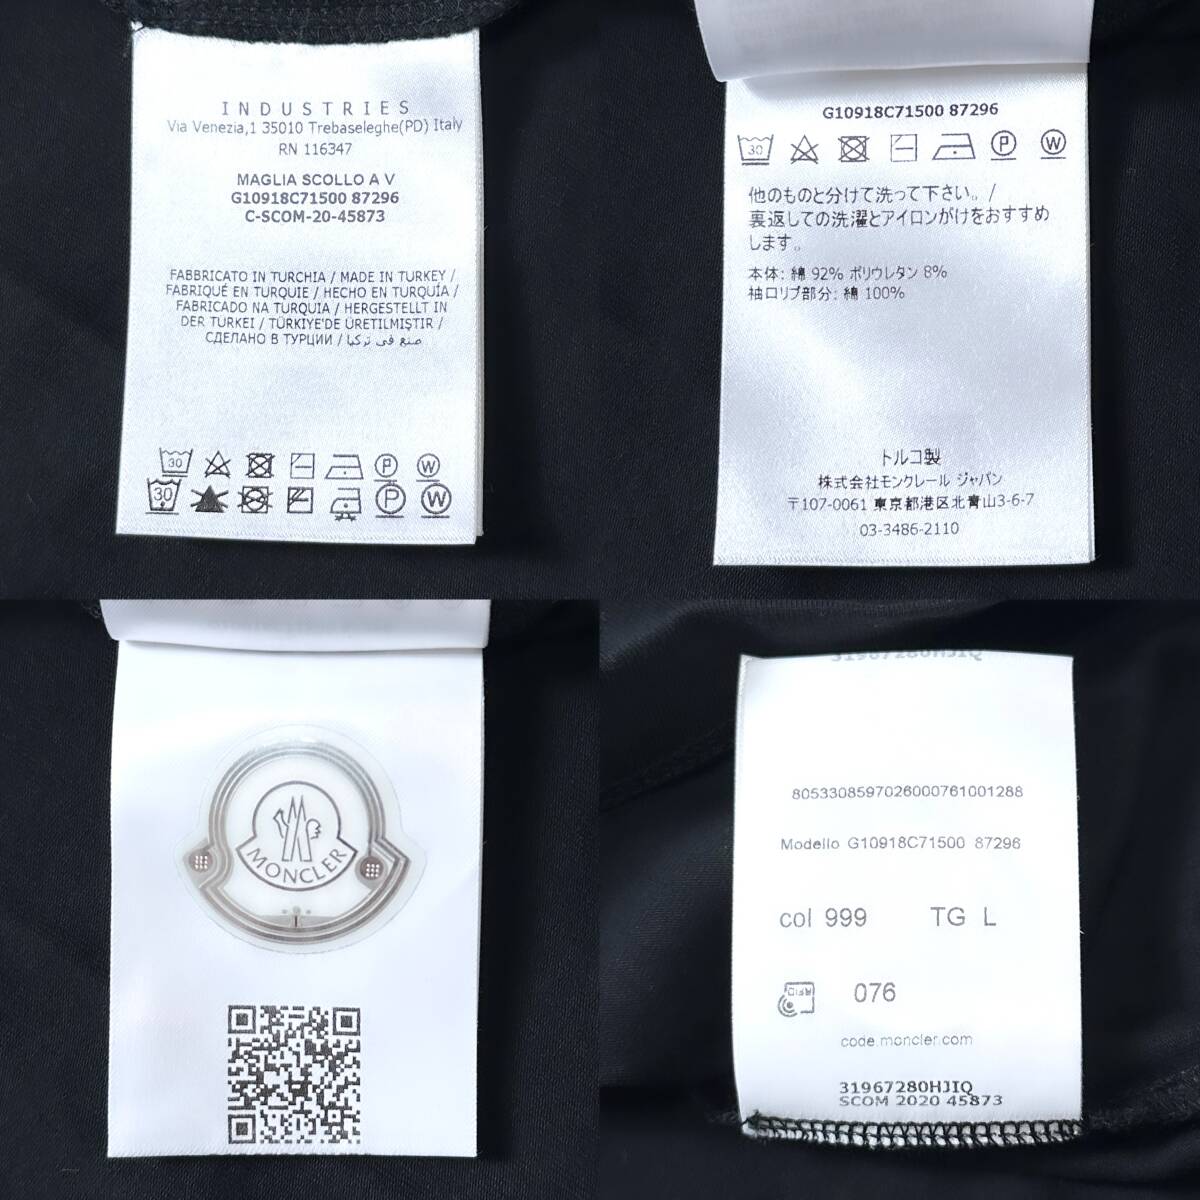 INDUSTRIES
Via Venezia,1 35010 Trebaseleghe(PD) Italy
RN 116347
MAGLIA SCOLLO A V
G10918C71500 87296
C-SCOM-20-45873
FABBRICATO IN TURCHIA / MADE IN TURKEY /
FABRIQUÉ EN TURQUIE / HECHO EN TURQUÍA /
FABRICADO NA TURQUIA / HERGESTELLT IN
DER TURKEI / TÜRKIYE'DE ÜRETILMIŞTIR /
СДЕЛАНО В ТУРЦИИ / صنع في تركيا
30 P W
30 P W
G10918C71500 87296
30 P W
他のものと分けて洗って下さい。/
裏返しての洗濯とアイロンがけをおすすめ
します。
本体: 綿 92% ポリウレタン 8%
袖口リブ部分: 綿 100%
トルコ製
株式会社モンクレール ジャパン
〒107-0061 東京都港区北青山3-6-7
03-3486-2110
MONCLER
31967280HJIQ
8053308597026000761001288
Modello G10918C71500 87296
col 999 TG L
RFID 076
code.moncler.com
31967280HJIQ
SCOM 2020 45873